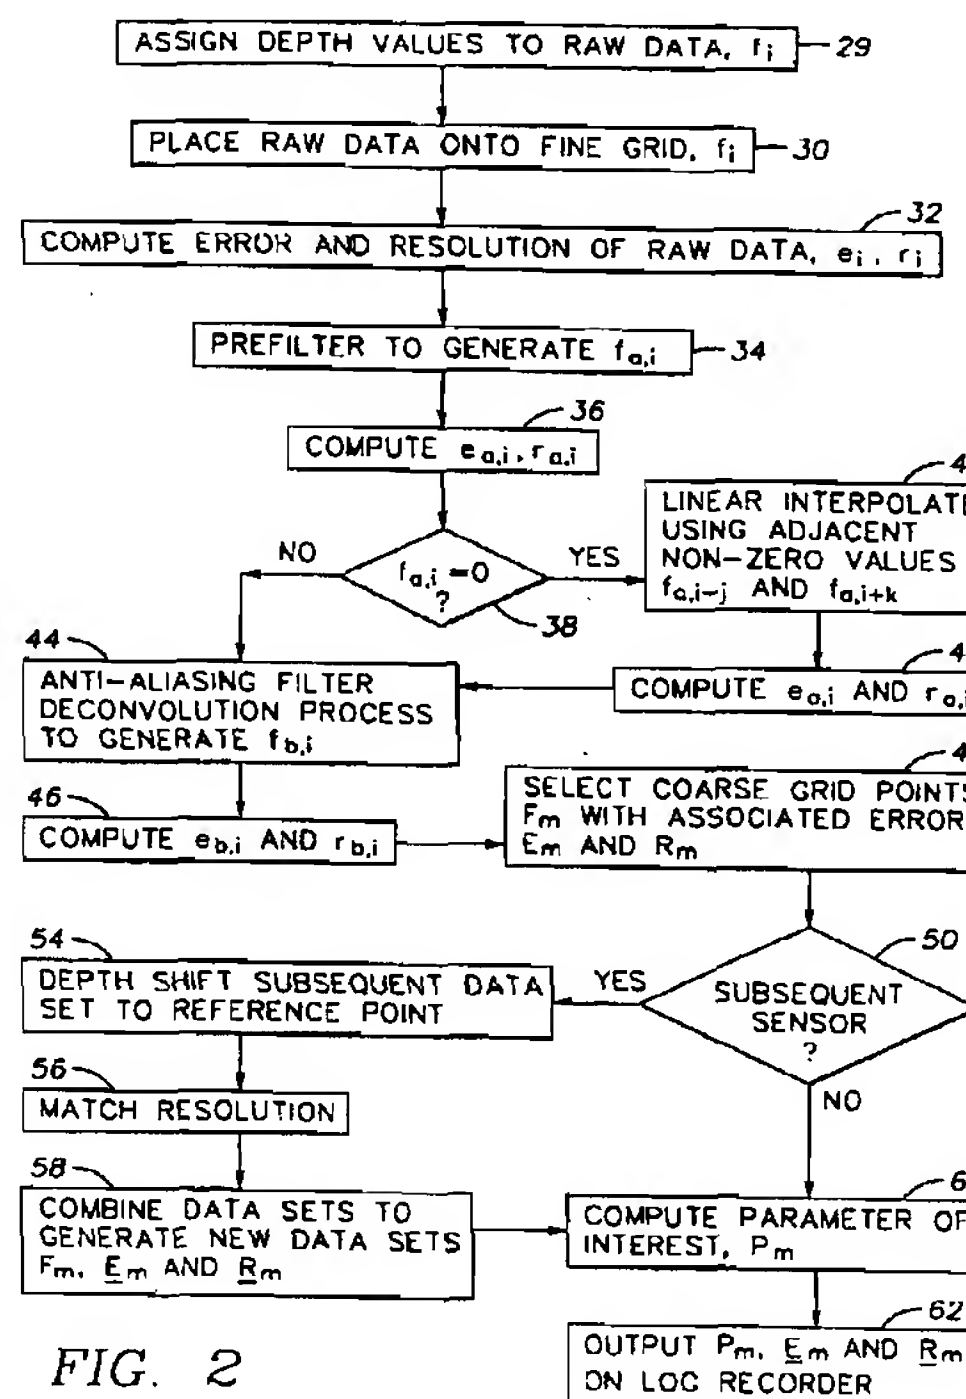 ASSIGN DEPTH VALUES TO RAW DATA, fi
29
PLACE RAW DATA ONTO FINE GRID, fi
30
32
COMPUTE ERROR AND RESOLUTION OF RAW DATA, ei, ri
PREFILTER TO GENERATE fa,i
34
36
COMPUTE ea,i, ra,i
fa,i = 0
?
38
NO
YES
4
LINEAR INTERPOLATE
USING ADJACENT
NON-ZERO VALUES
fa,i-j AND fa,i+k
4
COMPUTE ea,i AND ra,i
44
ANTI-ALIASING FILTER
DECONVOLUTION PROCESS
TO GENERATE fb,i
46
COMPUTE eb,i AND rb,i
4
SELECT COARSE GRID POINTS
Fm WITH ASSOCIATED ERROR
Em AND Rm
50
SUBSEQUENT
SENSOR
?
YES
NO
54
DEPTH SHIFT SUBSEQUENT DATA
SET TO REFERENCE POINT
56
MATCH RESOLUTION
58
COMBINE DATA SETS TO
GENERATE NEW DATA SETS
Fm, Em AND Rm
6
COMPUTE PARAMETER OF
INTEREST, Pm
62
OUTPUT Pm, Em AND Rm
ON LOG RECORDER
FIG. 2